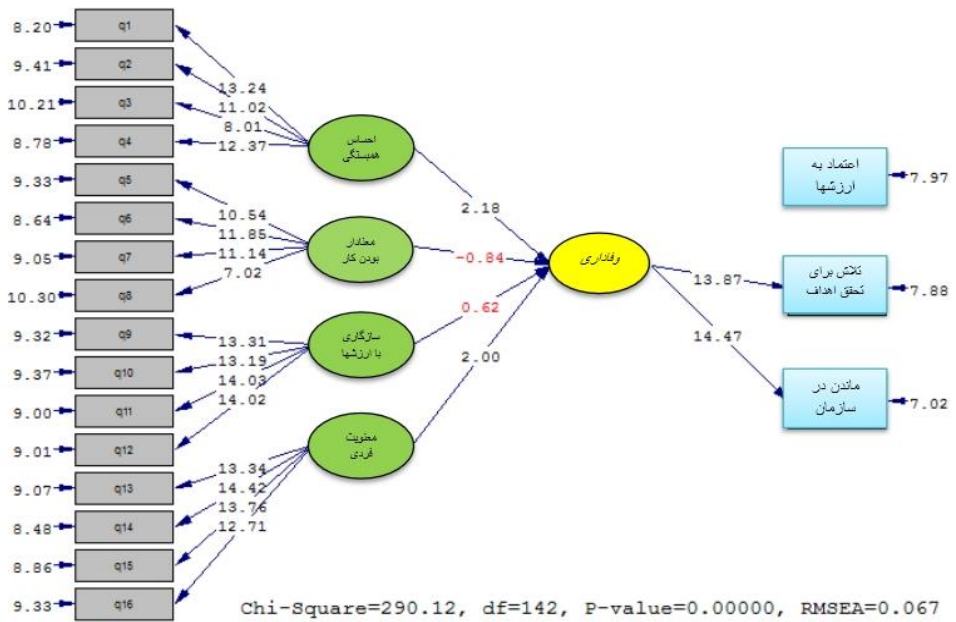 8.20 q1
9.41 q2
10.21 q3
8.78 q4
9.33 q5
8.64 q6
9.05 q7
10.30 q8
9.32 q9
9.37 q10
9.00 q11
9.01 q12
9.07 q13
8.48 q14
8.86 q15
9.33 q16
13.24
11.02
8.01
12.37
10.54
11.85
11.14
7.02
13.31
13.19
14.03
14.02
13.34
14.42
13.76
12.71
احساس
همبستگی
معنادار
بودن کار
سازگاری
با ارزشها
معنویت
فردی
2.18
-0.84
0.62
2.00
وفاداری
13.87
14.47
اعتماد به
ارزشها
7.97
تلاش برای
تحقق اهداف
7.88
ماندن در
سازمان
7.02
Chi-Square=290.12, df=142, P-value=0.00000, RMSEA=0.067